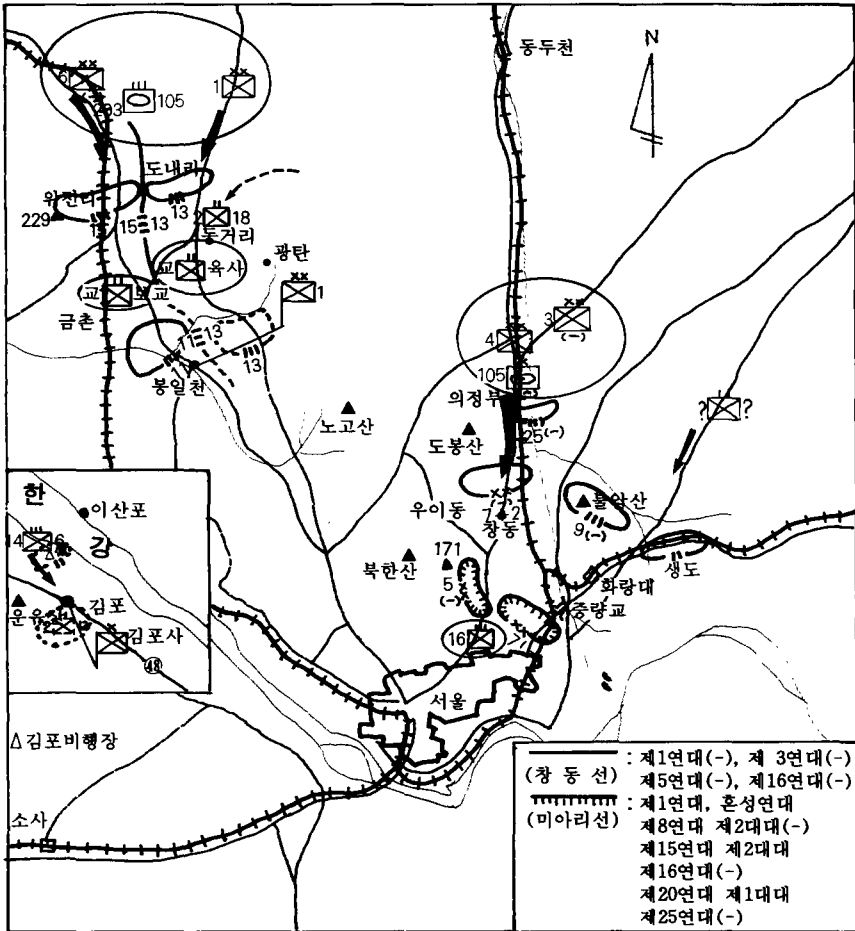 동두천
N
××
6
203
105
××
1
도내리
위전리
229
13
13
15 13
2 18
동거리
교 육사
광탄
××
1
교 보교
금촌
11 13
11
13
봉일천
노고산
××
4
××
3
(-)
105
의정부
25(-)
도봉산
?
?
우이동
7 2
창동
불암산
9(-)
생도
화랑대
중량교
171
북한산
5
(-)
16
서울
한
강
이산포
14
6
김포
운유
김포사
48
김포비행장
소사
: 제1연대(-), 제 3연대(-)
(창 동 선) 제5연대(-), 제16연대(-)
: 제1연대, 혼성연대
(미아리선)
제8연대 제2대대(-)
제15연대 제2대대
제16연대(-)
제20연대 제1대대
제25연대(-)